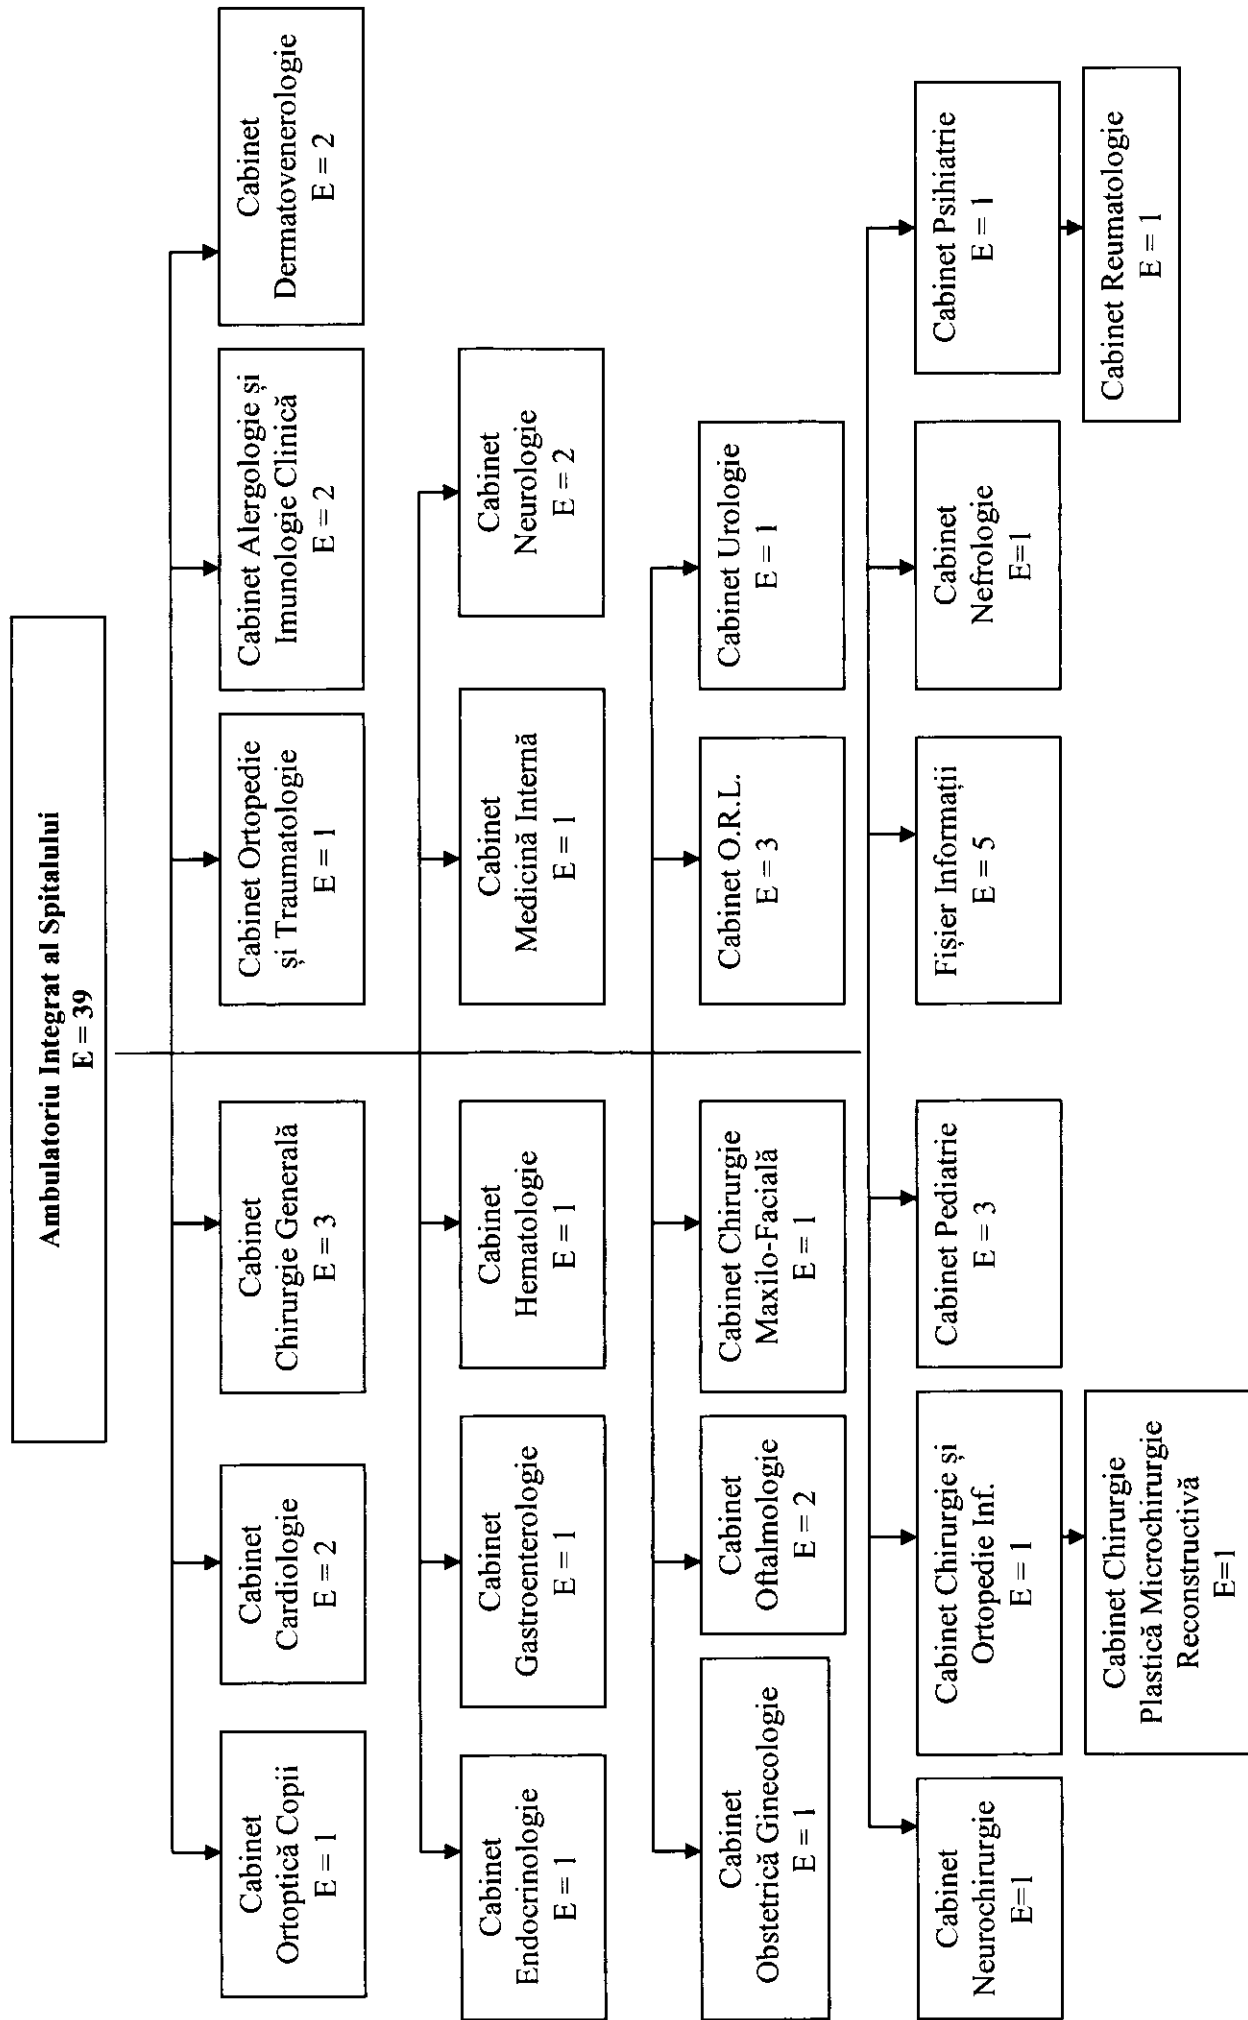 Ambulatoriu Integrat al Spitalului
E = 39
Cabinet
Ortoptică Copii
E = 1
Cabinet
Cardiologie
E = 2
Cabinet
Chirurgie Generală
E = 3
Cabinet Ortopedie
și Traumatologie
E = 1
Cabinet Alergologie și
Imunologie Clinică
E = 2
Cabinet
Dermatovenerologie
E = 2
Cabinet
Endocrinologie
E = 1
Cabinet
Gastroenterologie
E = 1
Cabinet
Hematologie
E = 1
Cabinet
Medicină Internă
E = 1
Cabinet
Neurologie
E = 2
Cabinet
Obstetrică Ginecologie
E = 1
Cabinet
Oftalmologie
E = 2
Cabinet Chirurgie
Maxilo-Facială
E = 1
Cabinet O.R.L.
E = 3
Cabinet Urologie
E = 1
Cabinet
Neurochirurgie
E=1
Cabinet Chirurgie și
Ortopedie Inf.
E = 1
Cabinet Pediatrie
E = 3
Fișier Informații
E = 5
Cabinet
Nefrologie
E=1
Cabinet Psihiatrie
E = 1
Cabinet Chirurgie
Plastică Microchirurgie
Reconstructivă
E=1
Cabinet Reumatologie
E = 1